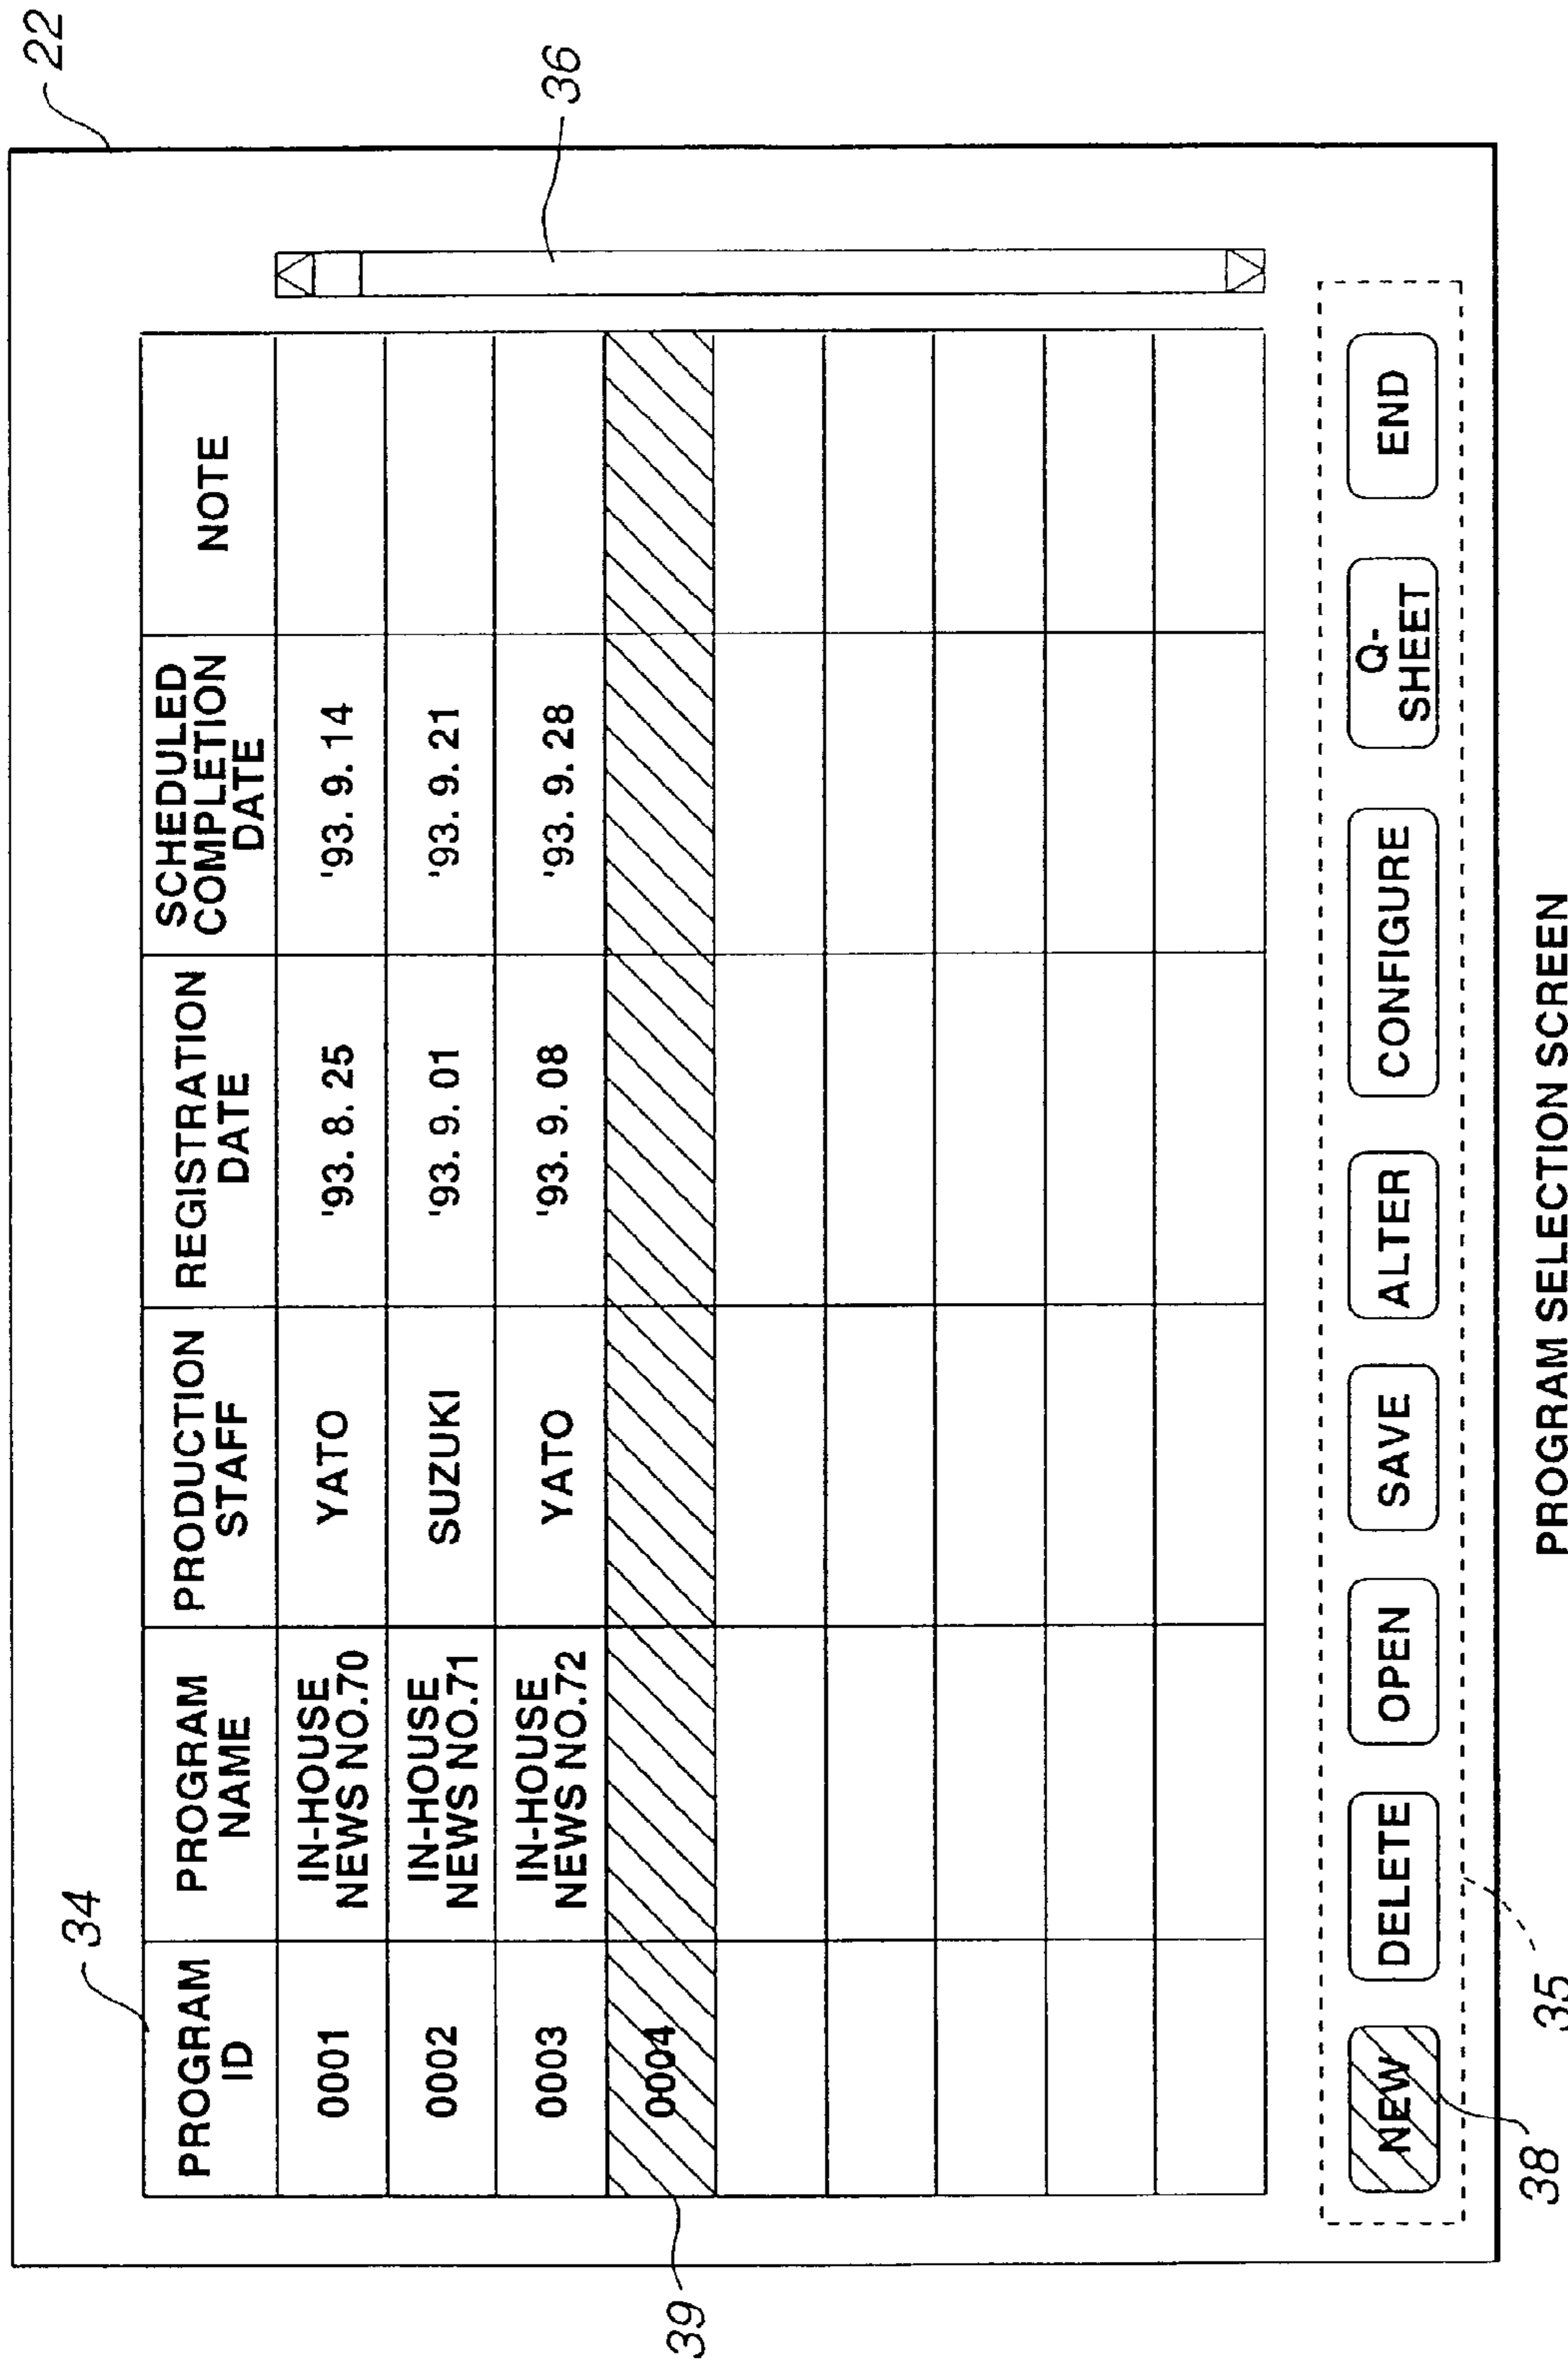 22
36
34
PROGRAM ID PROGRAM NAME PRODUCTION STAFF REGISTRATION DATE SCHEDULED COMPLETION DATE NOTE
0001 IN-HOUSE NEWS NO.70 YATO '93. 8. 25 '93. 9. 14
0002 IN-HOUSE NEWS NO.71 SUZUKI '93. 9. 01 '93. 9. 21
0003 IN-HOUSE NEWS NO.72 YATO '93. 9. 08 '93. 9. 28
39
0004
NEW DELETE OPEN SAVE ALTER CONFIGURE Q-SHEET END
38
35
PROGRAM SELECTION SCREEN